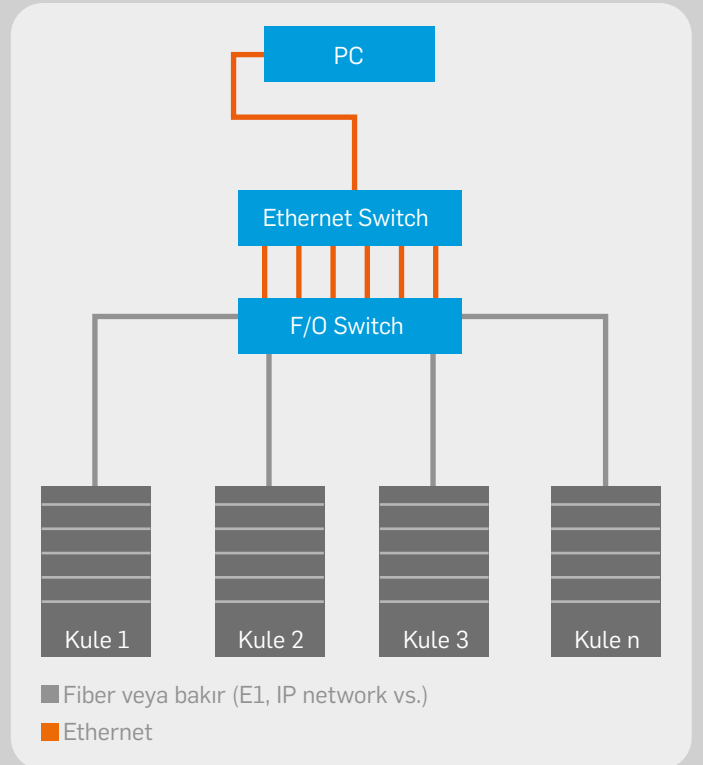 PC
Ethernet Switch
F/O Switch
Kule 1
Kule 2
Kule 3
Kule n
Fiber veya bakır (E1, IP network vs.)
Ethernet